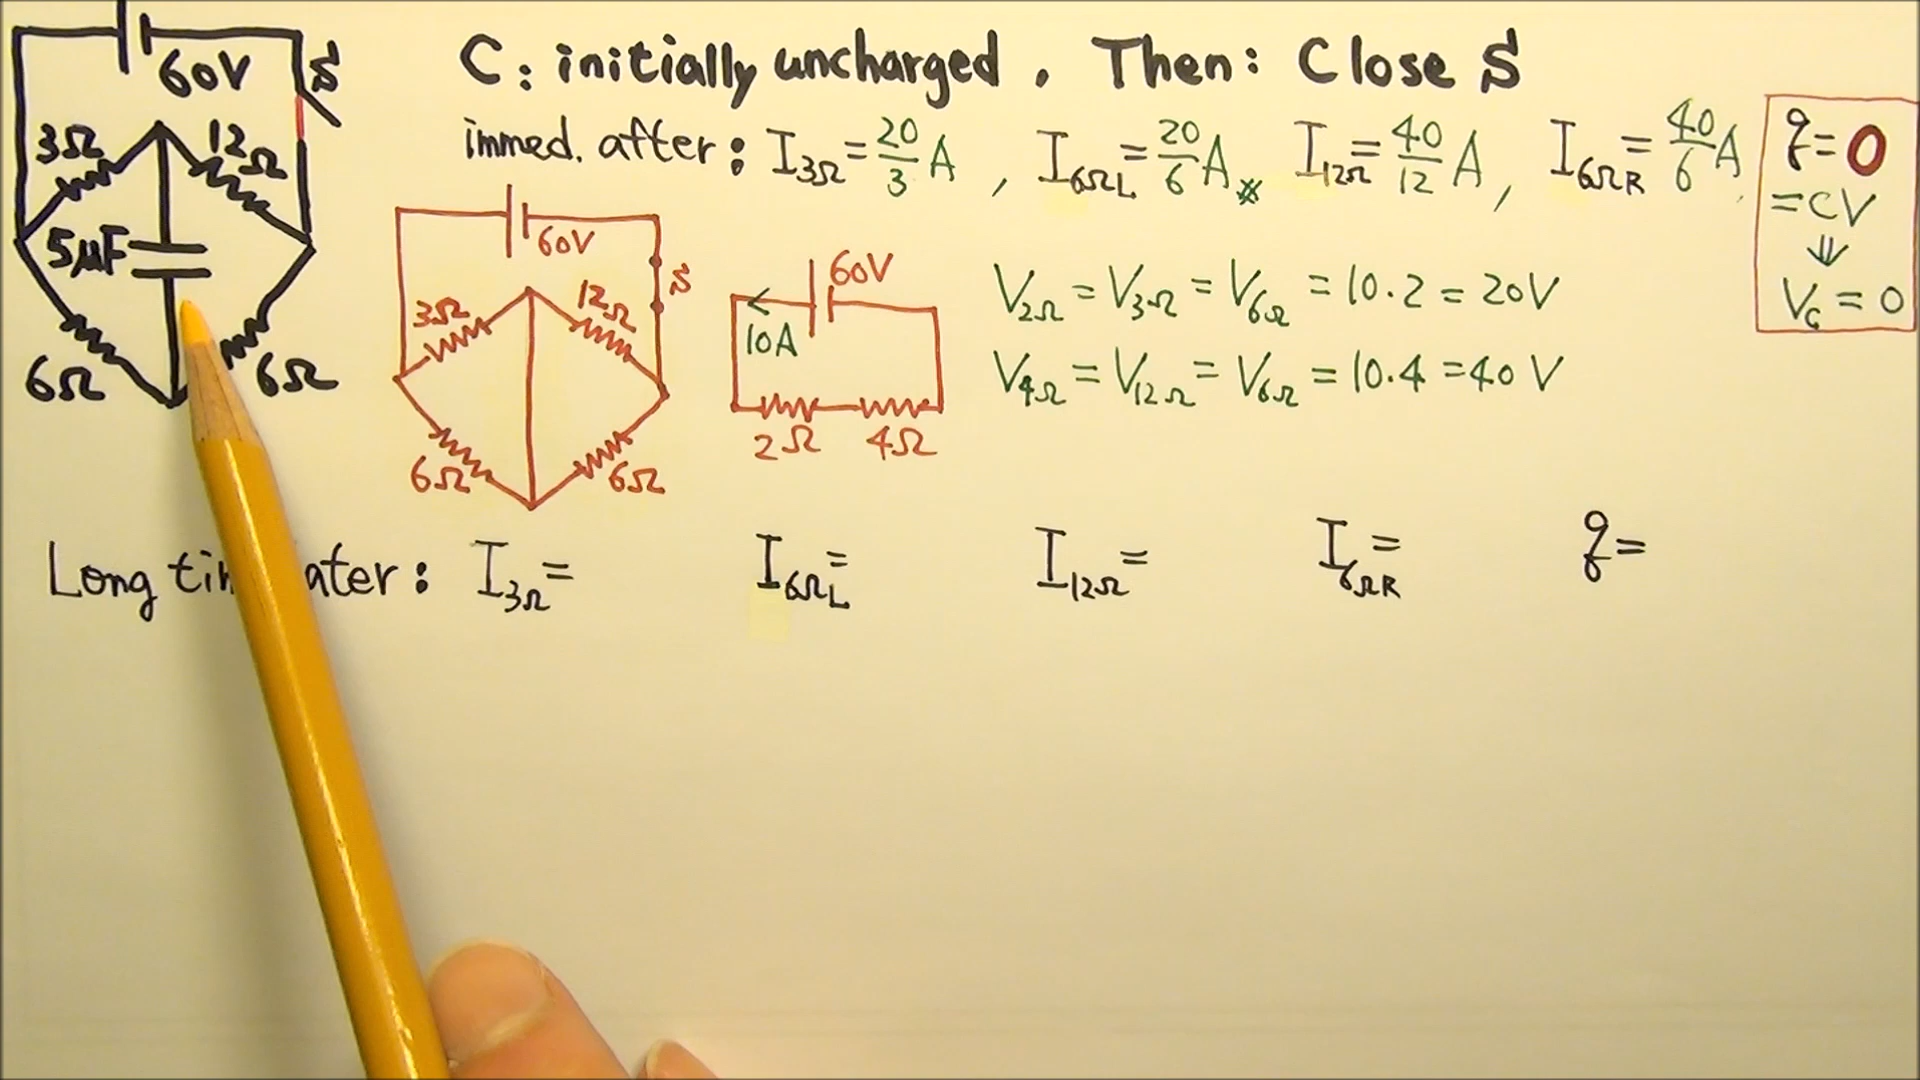 C: initially uncharged. Then: Close S
immed. after: I3Ω = 20/3 A, I6ΩL = 20/6 A, I12Ω = 40/12 A, I6ΩR = 40/6 A
q = 0
= CV
⇓
Vc = 0
60V S
3Ω 12Ω
5μF
6Ω 6Ω
60V S
3Ω 12Ω
6Ω 6Ω
60V
10A
2Ω 4Ω
V2Ω = V3Ω = V6Ω = 10.2 = 20V
V4Ω = V12Ω = V6Ω = 10.4 = 40V
Long ater: I3Ω= I6ΩL= I12Ω= I6ΩR= q=